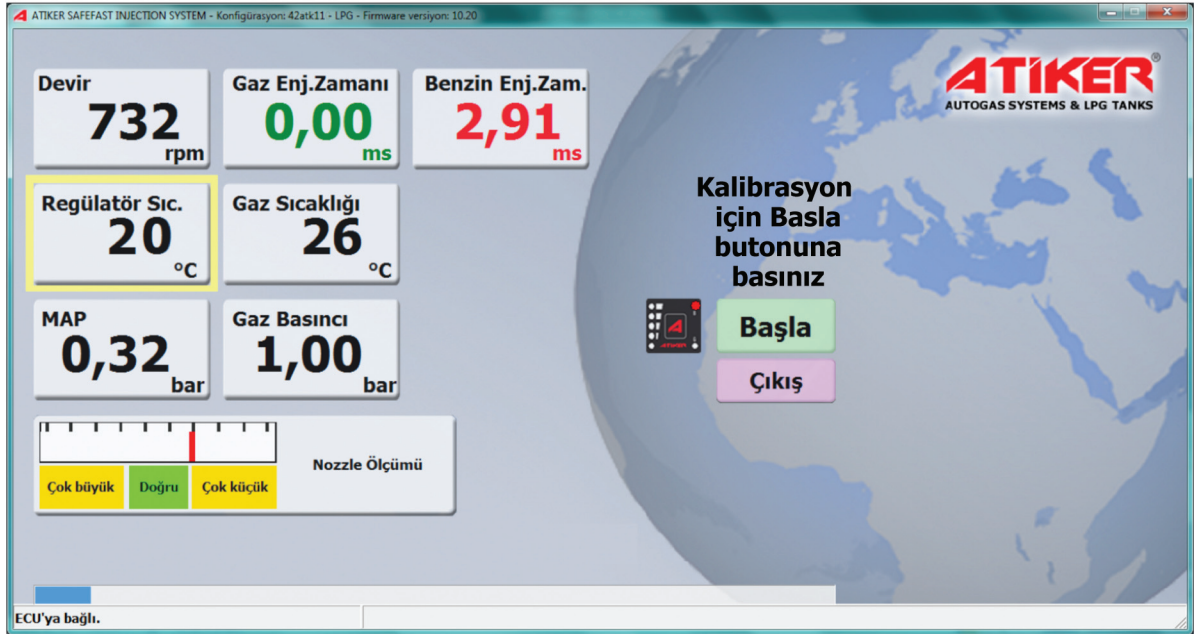 ATIKER SAFEFAST INJECTION SYSTEM - Konfigürasyon: 42atk11 - LPG - Firmware versiyon: 10.20
ATİKER®
AUTOGAS SYSTEMS & LPG TANKS
Devir
732
rpm
Gaz Enj.Zamanı
0,00
ms
Benzin Enj.Zam.
2,91
ms
Regülatör Sıc.
20
°C
Gaz Sıcaklığı
26
°C
MAP
0,32
bar
Gaz Basıncı
1,00
bar
Kalibrasyon
için Basla
butonuna
basınız
Başla
Çıkış
Nozzle Ölçümü
Çok büyük
Doğru
Çok küçük
ECU'ya bağlı.